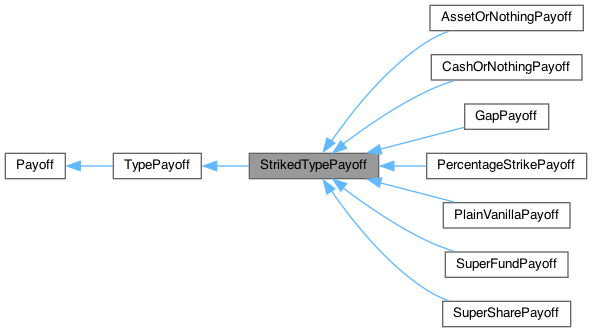 AssetOrNothingPayoff
CashOrNothingPayoff
GapPayoff
Payoff
TypePayoff
StrikedTypePayoff
PercentageStrikePayoff
PlainVanillaPayoff
SuperFundPayoff
SuperSharePayoff